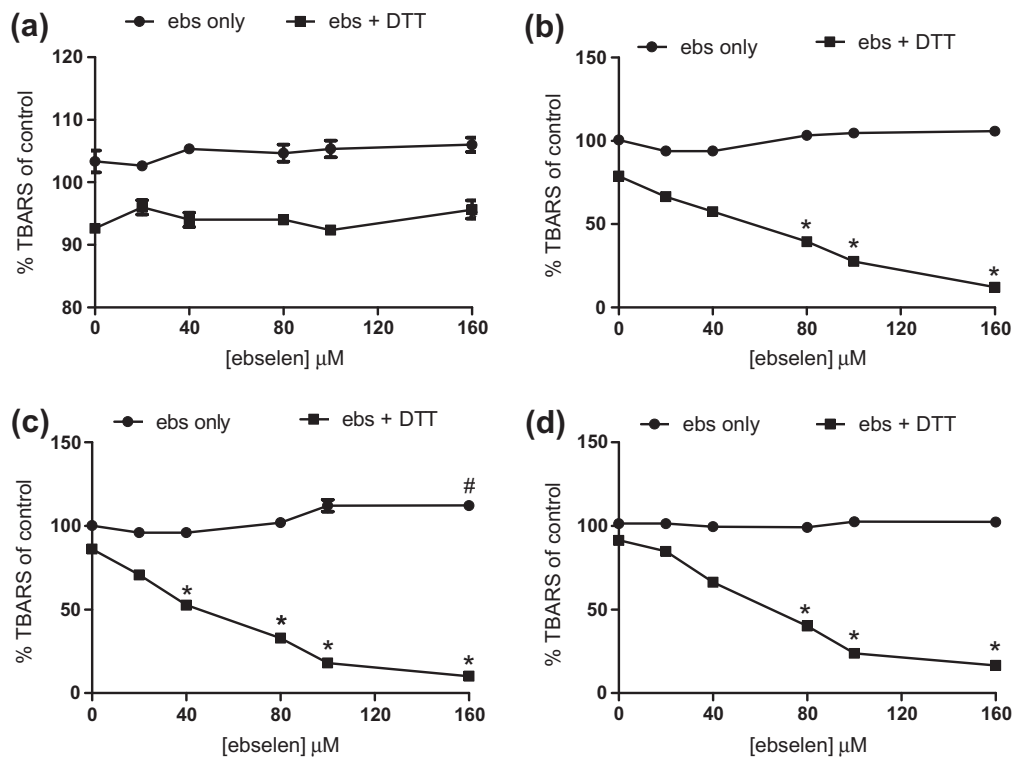 (a)
ebs only
ebs + DTT
% TBARS of control
120
110
100
90
80
0 40 80 120 160
[ebselen] μM
(b)
ebs only
ebs + DTT
% TBARS of control
150
100
50
0
* * *
0 40 80 120 160
[ebselen] μM
(c)
ebs only
ebs + DTT
% TBARS of control
150
100
50
0
#
* * * *
0 40 80 120 160
[ebselen] μM
(d)
ebs only
ebs + DTT
% TBARS of control
150
100
50
0
* * *
0 40 80 120 160
[ebselen] μM